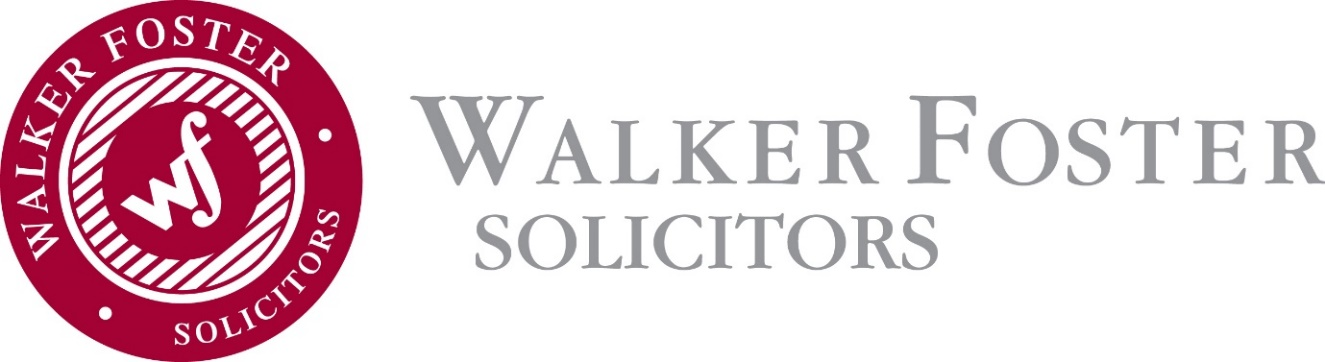 WALKER FOSTER
SOLICITORS
wf
WALKER FOSTER
SOLICITORS